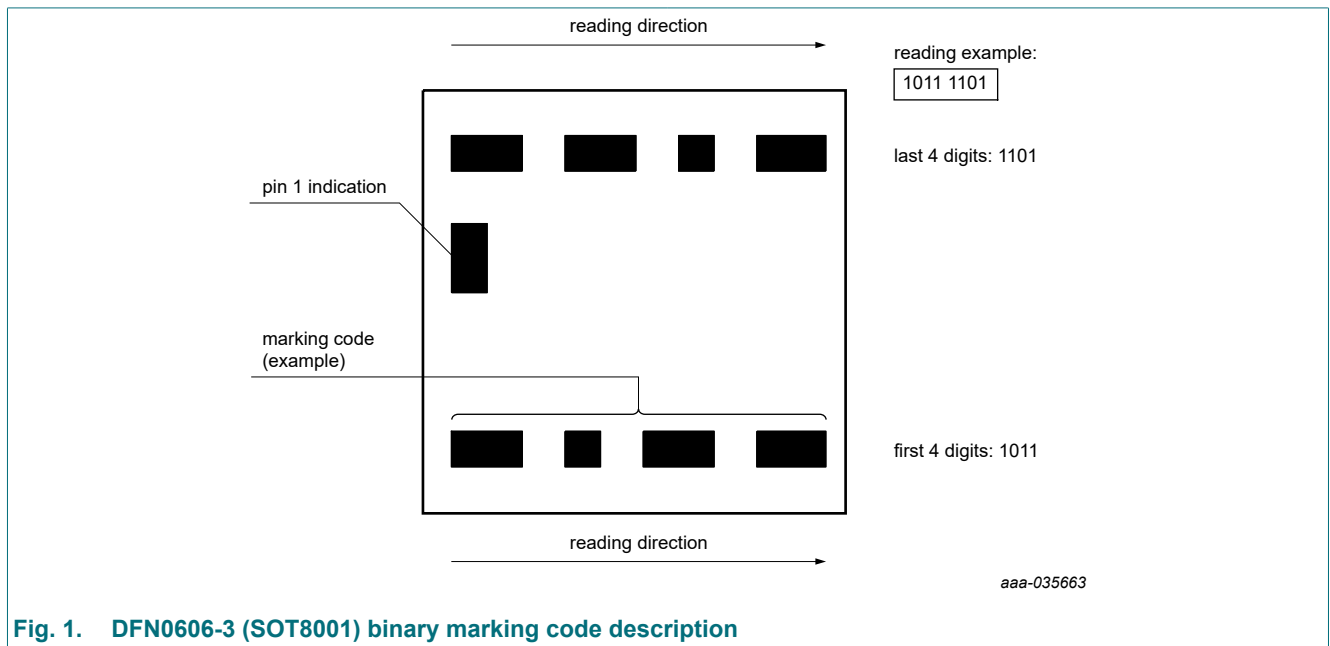 reading direction
reading example:
1011 1101
last 4 digits: 1101
pin 1 indication
marking code
(example)
first 4 digits: 1011
reading direction
aaa-035663
Fig. 1. DFN0606-3 (SOT8001) binary marking code description